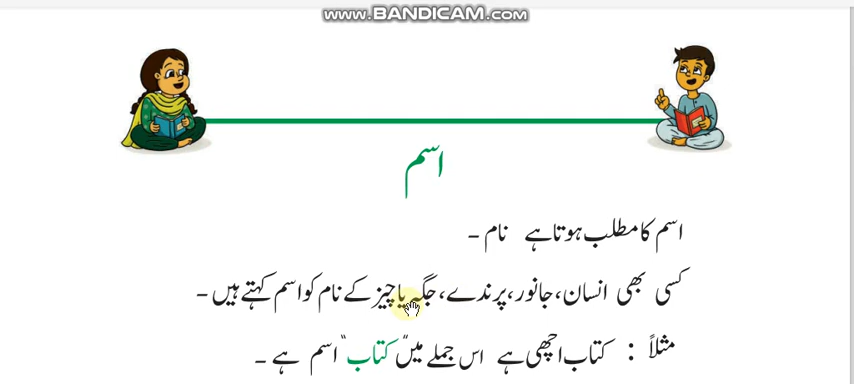 www.BANDICAM.com
اسم
اسم کا مطلب ہوتا ہے نام ۔
کسی بھی انسان، جانور، پرندے، جگہ یا چیز کے نام کو اسم کہتے ہیں ۔
مثلاً : کتاب اچھی ہے اس جملے میں “کتاب” اسم ہے ۔